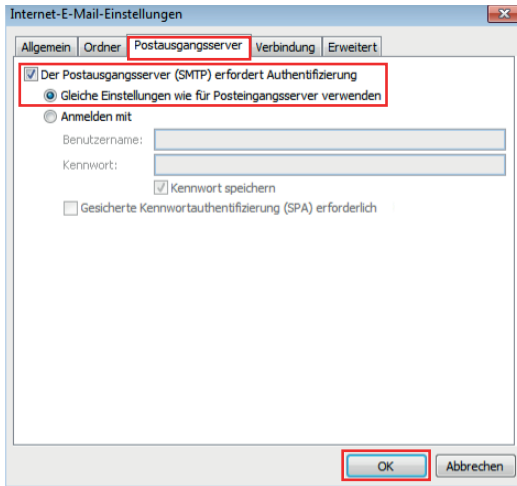 Internet-E-Mail-Einstellungen
Allgemein Ordner Postausgangsserver Verbindung Erweitert
Der Postausgangsserver (SMTP) erfordert Authentifizierung
Gleiche Einstellungen wie für Posteingangsserver verwenden
Anmelden mit
Benutzername:
Kennwort:
Kennwort speichern
Gesicherte Kennwortauthentifizierung (SPA) erforderlich
OK Abbrechen